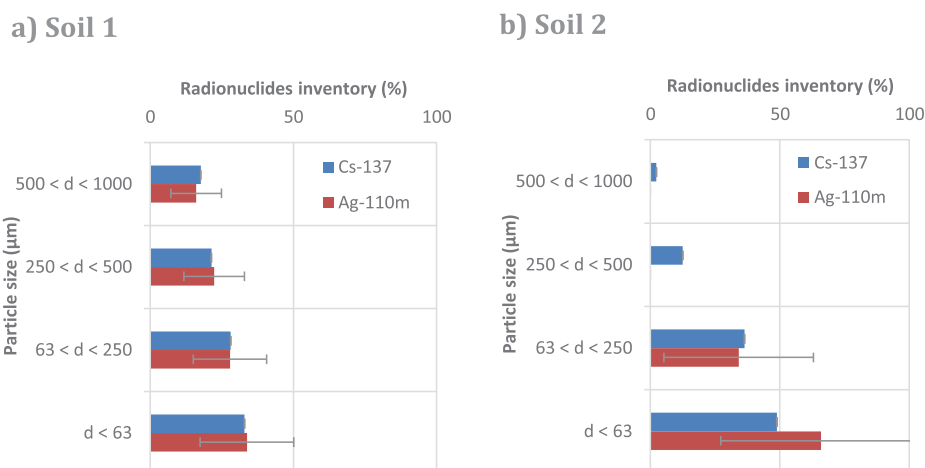 a) Soil 1
Radionuclides inventory (%)
0 50 100
Cs-137
Ag-110m
Particle size (μm)
500 < d < 1000
250 < d < 500
63 < d < 250
d < 63
b) Soil 2
Radionuclides inventory (%)
0 50 100
Cs-137
Ag-110m
Particle size (μm)
500 < d < 1000
250 < d < 500
63 < d < 250
d < 63